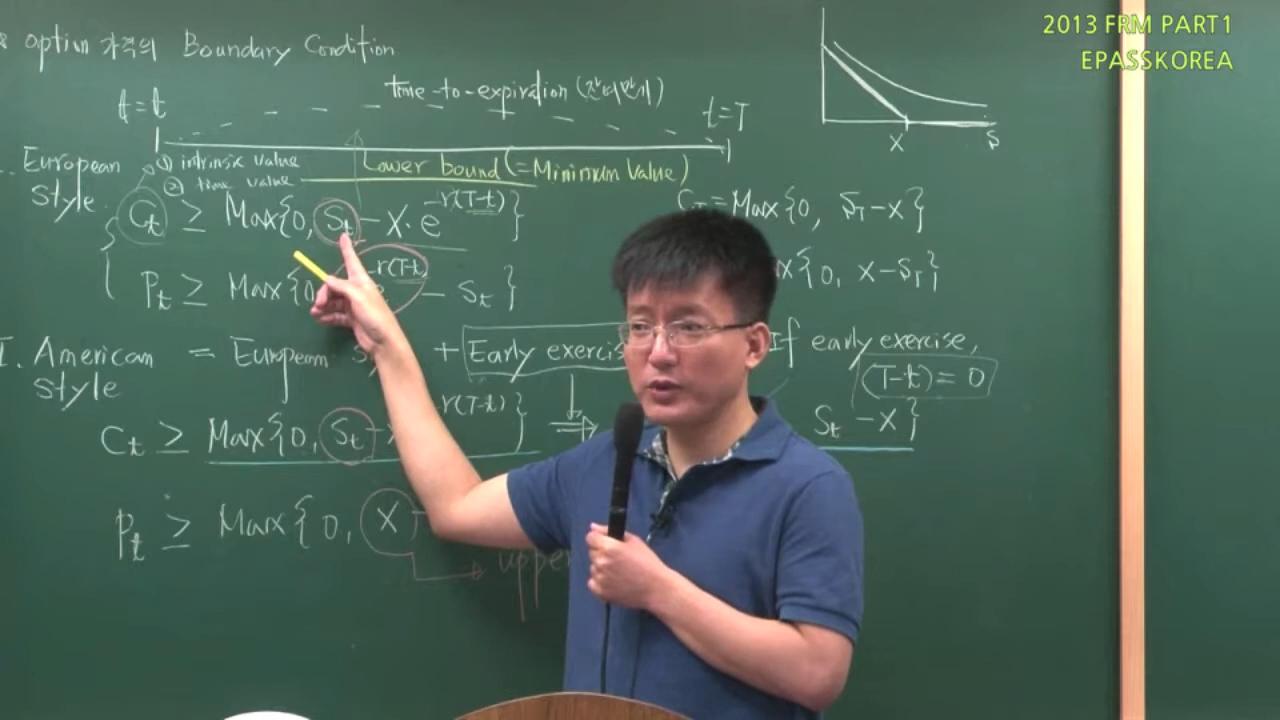 2013 FRM PART1
EPASSKOREA
option 가격의 Boundary Condition
time-to-expiration (잔여만기)
t=t
t=T
X
S
European style
① intrinsic value
② time value
Lower bound (=Minimum Value)
Ct ≥ Max{0, St - X·e^-r(T-t)}
CT = Max{0, ST - X}
Pt ≥ Max{0, e^-r(T-t) - St}
{0, X - ST}
American style = European + Early exercise
If early exercise,
(T-t) = 0
Ct ≥ Max{0, St - r(T-t)}
St - X}
Pt ≥ Max{0, X
upper